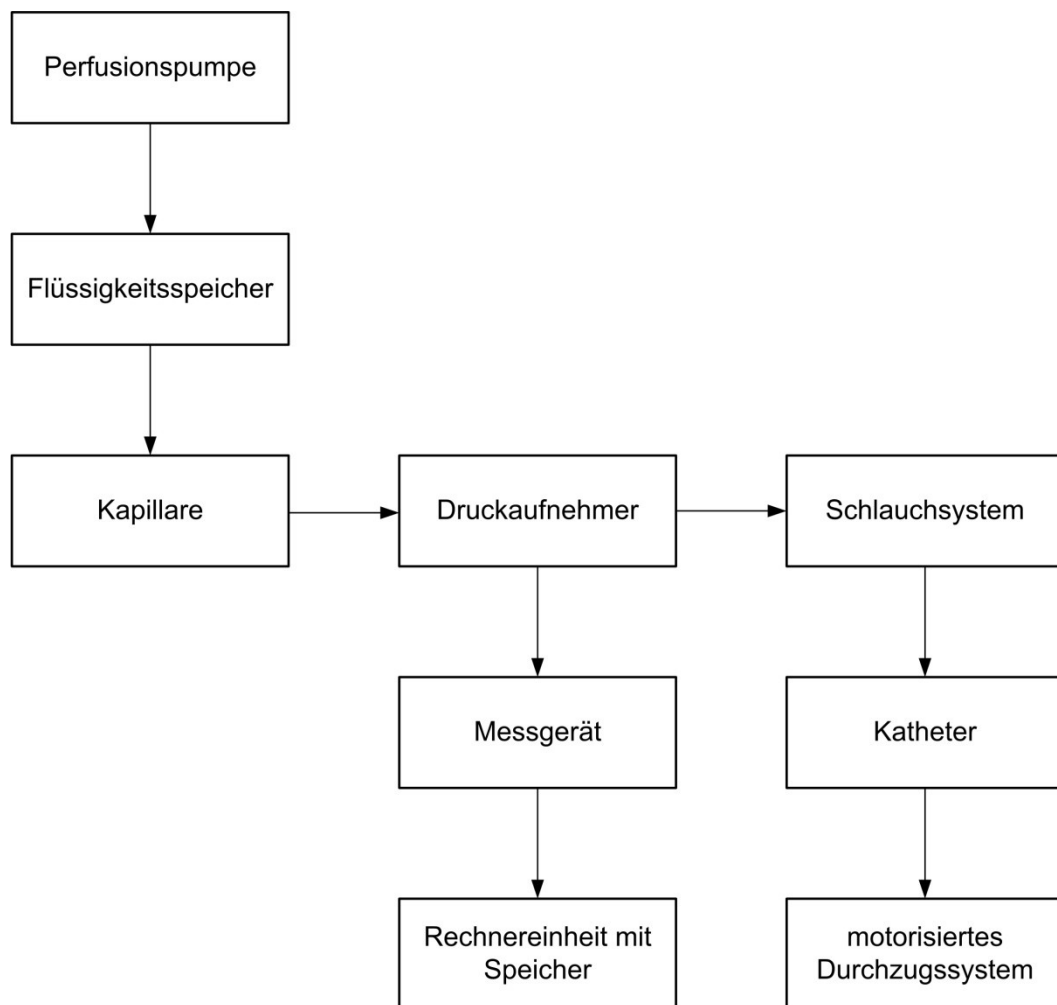 Perfusionspumpe
Flüssigkeitsspeicher
Kapillare
Druckaufnehmer
Schlauchsystem
Messgerät
Katheter
Rechnereinheit mit
Speicher
motorisiertes
Durchzugssystem